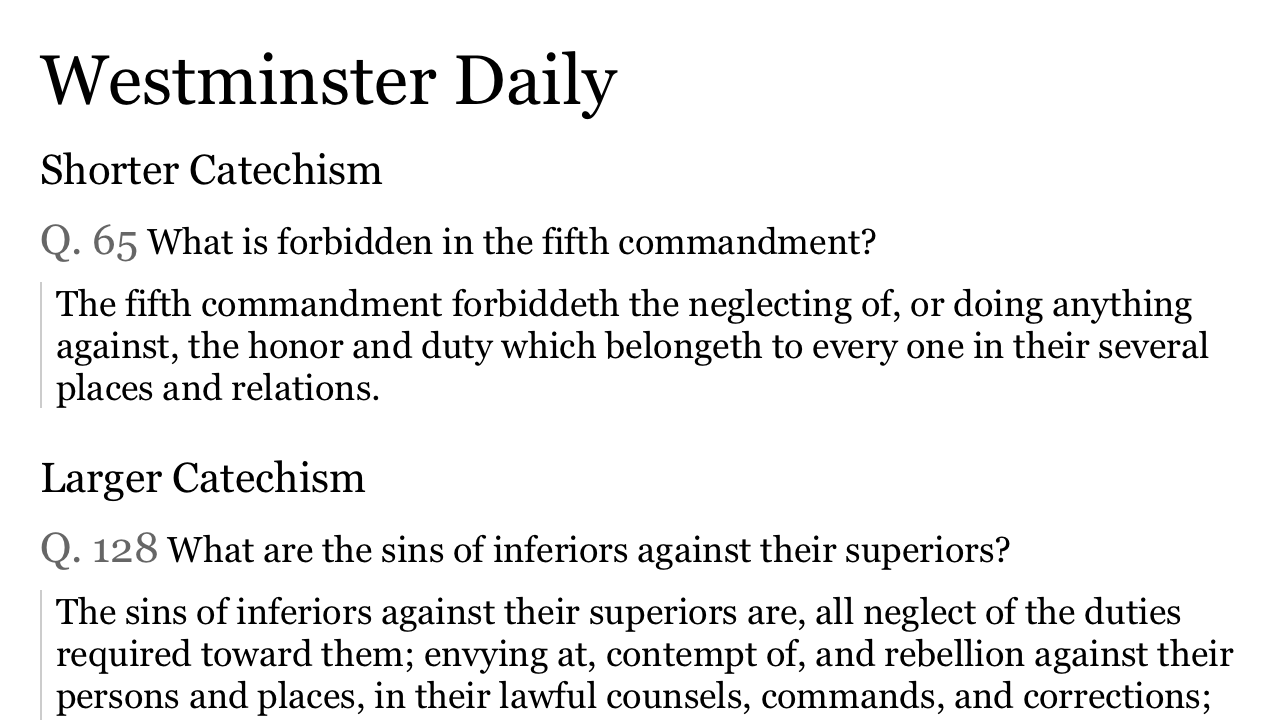 Westminster Daily
Shorter Catechism
Q. 65 What is forbidden in the fifth commandment?
The fifth commandment forbiddeth the neglecting of, or doing anything
against, the honor and duty which belongeth to every one in their several
places and relations.
Larger Catechism
Q. 128 What are the sins of inferiors against their superiors?
The sins of inferiors against their superiors are, all neglect of the duties
required toward them; envying at, contempt of, and rebellion against their
persons and places, in their lawful counsels, commands, and corrections;